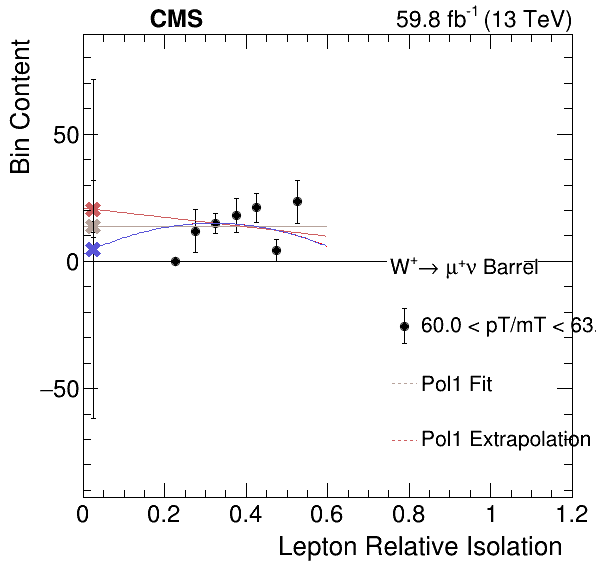 CMS 59.8 fb⁻¹ (13 TeV)
Bin Content
50
0
−50
W⁺→ μ⁺ν Barrel
60.0 < pT/mT < 63.
Pol1 Fit
Pol1 Extrapolation
0 0.2 0.4 0.6 0.8 1 1.2
Lepton Relative Isolation